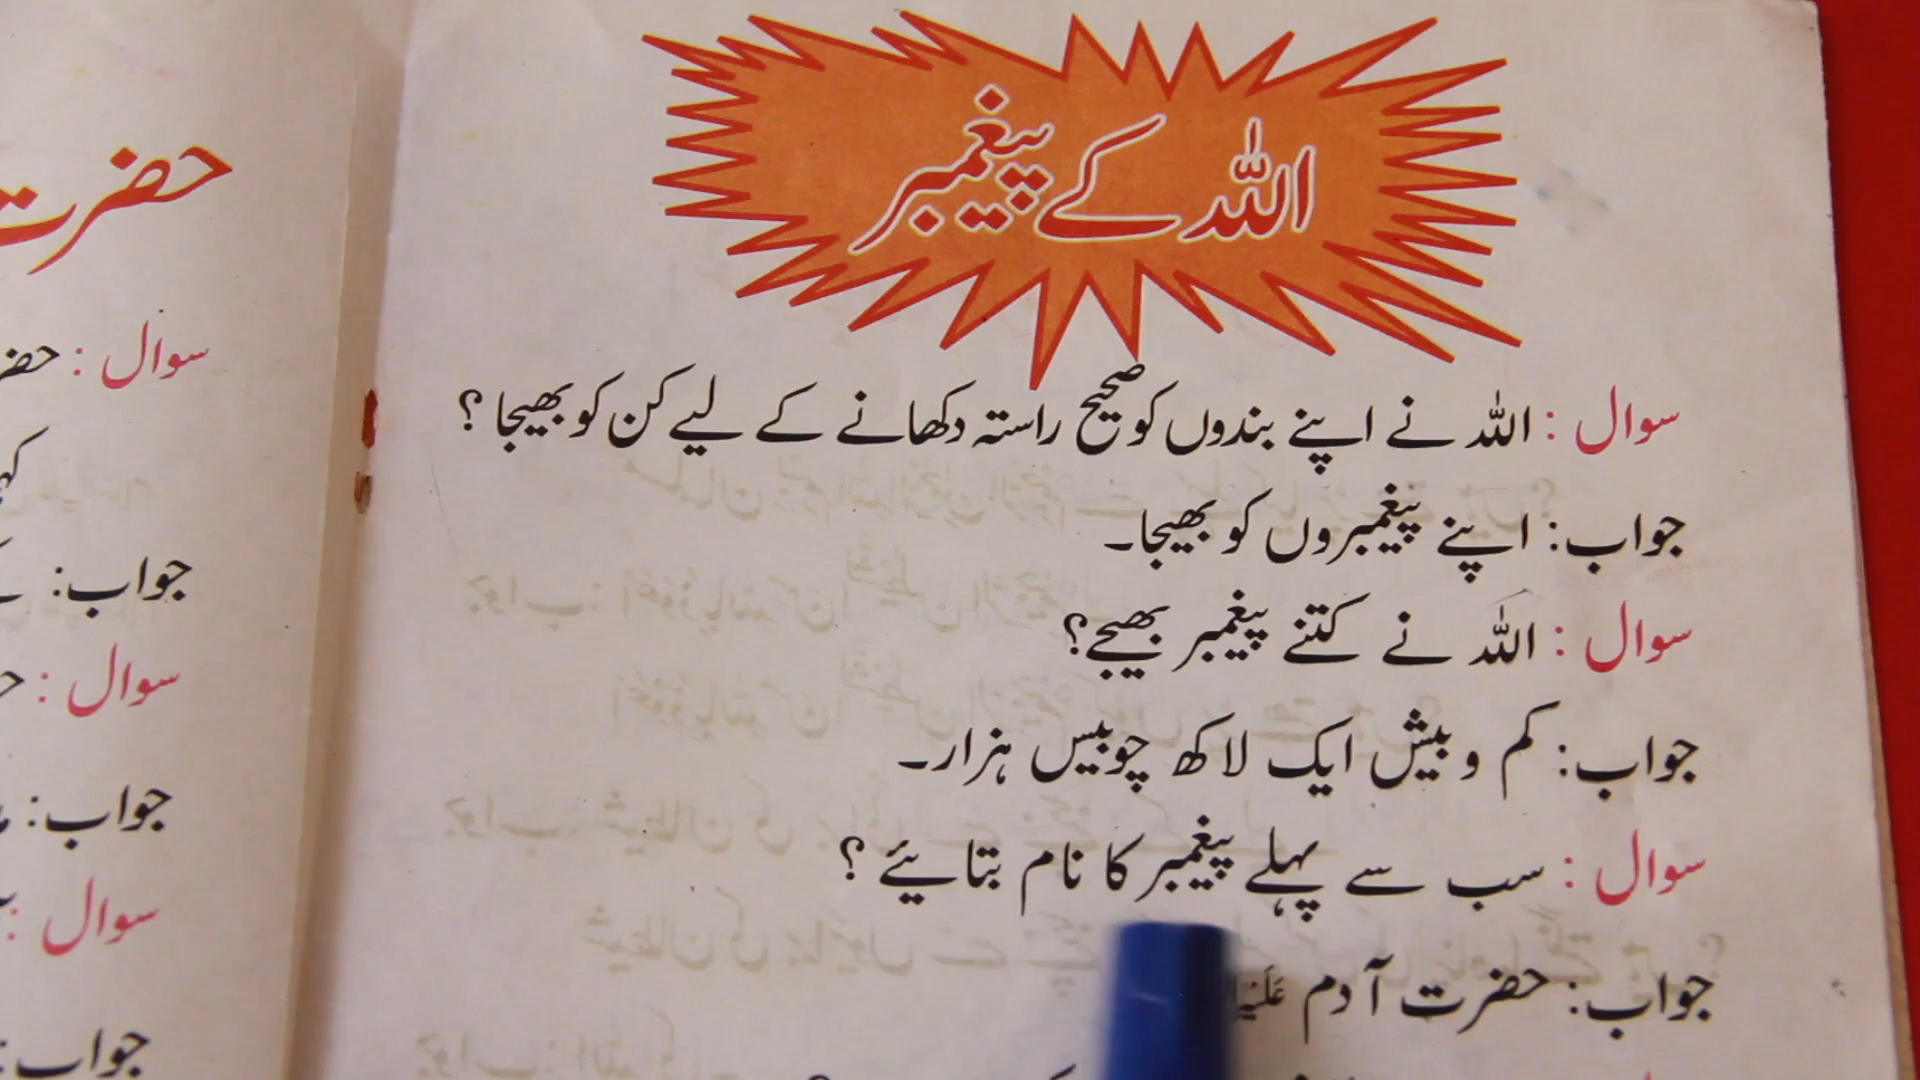 اللہ کے پیغمبر
سوال : اللہ نے اپنے بندوں کو صحیح راستہ دکھانے کے لیے کن کو بھیجا ؟
جواب: اپنے پیغمبروں کو بھیجا۔
سوال : اللہ نے کتنے پیغمبر بھیجے؟
جواب: کم و بیش ایک لاکھ چوبیس ہزار۔
سوال : سب سے پہلے پیغمبر کا نام بتائیے ؟
جواب: حضرت آدم
حضرت
سوال :
جواب:
سوال :
جواب:
سوال :
جواب: